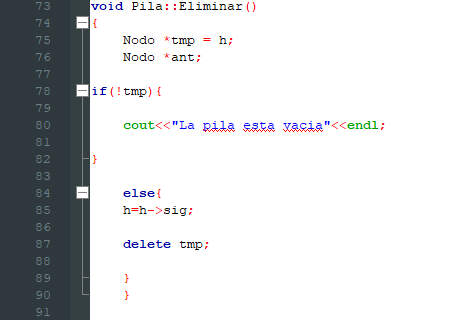 73 void Pila::Eliminar()
74 {
75 Nodo *tmp = h;
76 Nodo *ant;
77
78 if(!tmp){
79
80 cout<<"La pila esta vacia"<<endl;
81
82 }
83
84 else{
85 h=h->sig;
86
87 delete tmp;
88
89 }
90 }
91